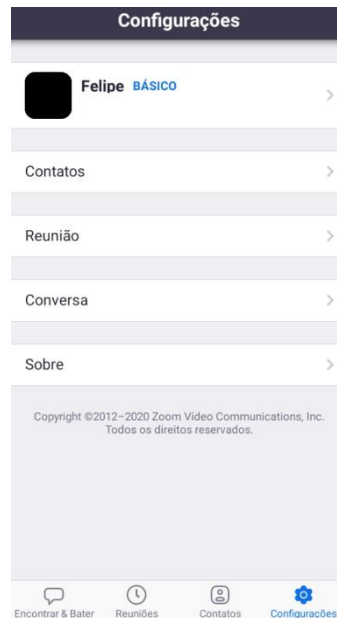 Configurações
Felipe BÁSICO
Contatos
Reunião
Conversa
Sobre
Copyright ©2012–2020 Zoom Video Communications, Inc.
Todos os direitos reservados.
Encontrar & Bater Reuniões Contatos Configurações